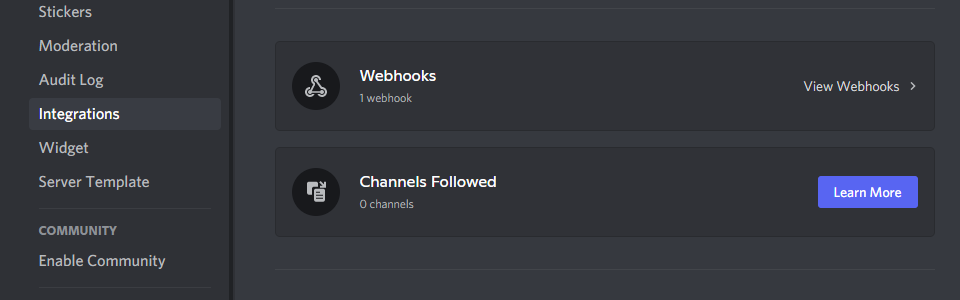 Stickers
Moderation
Audit Log
Integrations
Widget
Server Template
COMMUNITY
Enable Community
Webhooks
1 webhook
View Webhooks
Channels Followed
0 channels
Learn More